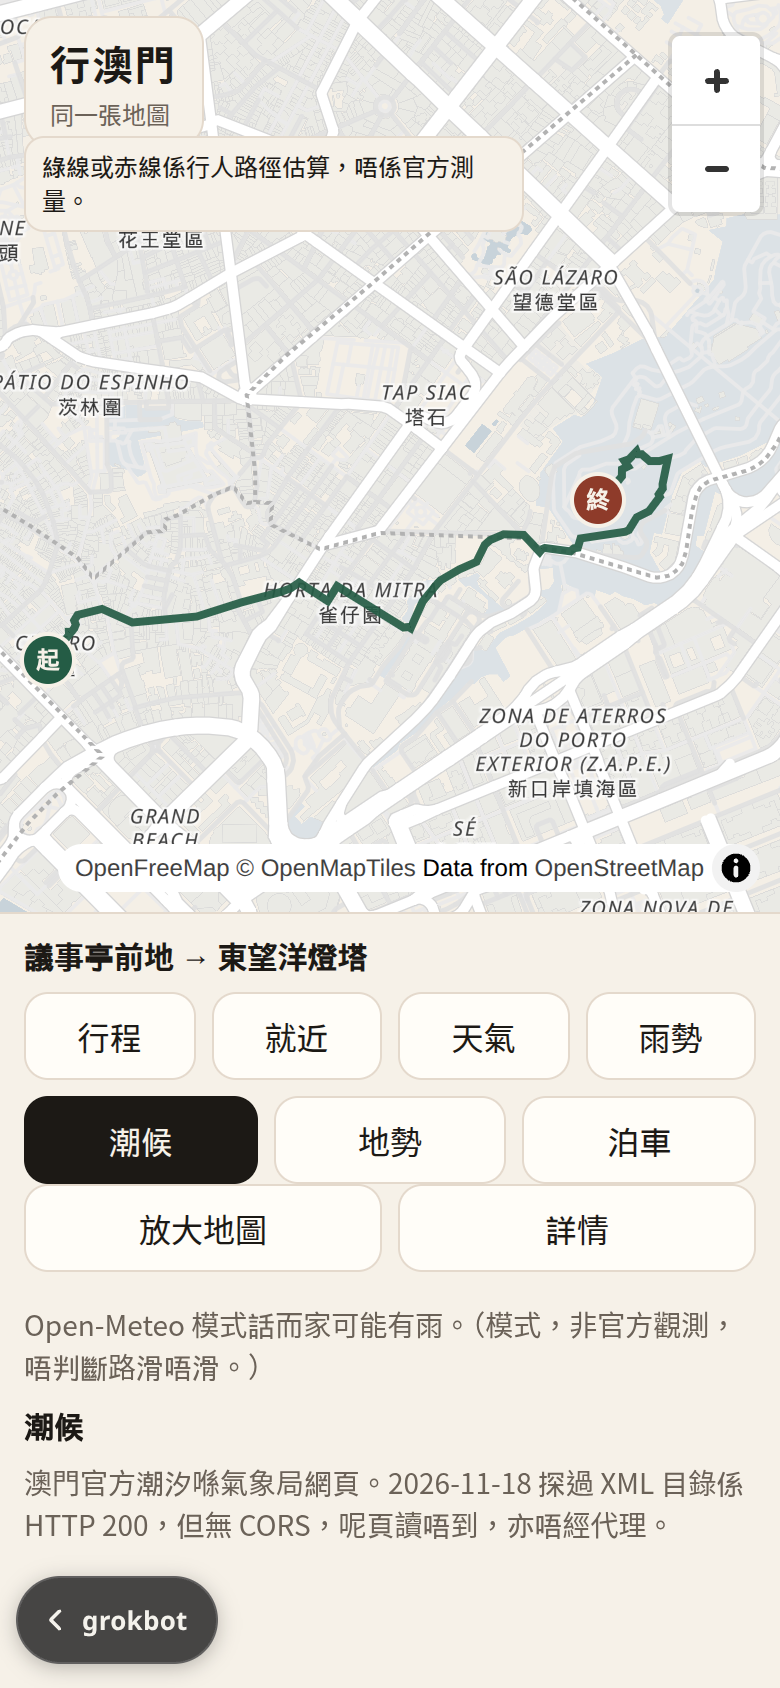 行澳門
同一張地圖
綠線或赤線係行人路徑估算，唔係官方測
量。
NE
頭
花王堂區
SÃO LÁZARO
望德堂區
PÁTIO DO ESPINHO
茨林圍
TAP SIAC
塔石
終
HORTA DA MITRA
雀仔園
起
ZONA DE ATERROS
DO PORTO
EXTERIOR (Z.A.P.E.)
新口岸填海區
GRAND
BEACH
SÉ
OpenFreeMap © OpenMapTiles Data from OpenStreetMap
ZONA NOVA DE
議事亭前地 → 東望洋燈塔
行程
就近
天氣
雨勢
潮候
地勢
泊車
放大地圖
詳情
Open-Meteo 模式話而家可能有雨。（模式，非官方觀測，
唔判斷路滑唔滑。）
潮候
澳門官方潮汐喺氣象局網頁。2026-11-18 探過 XML 目錄係
HTTP 200，但無 CORS，呢頁讀唔到，亦唔經代理。
grokbot